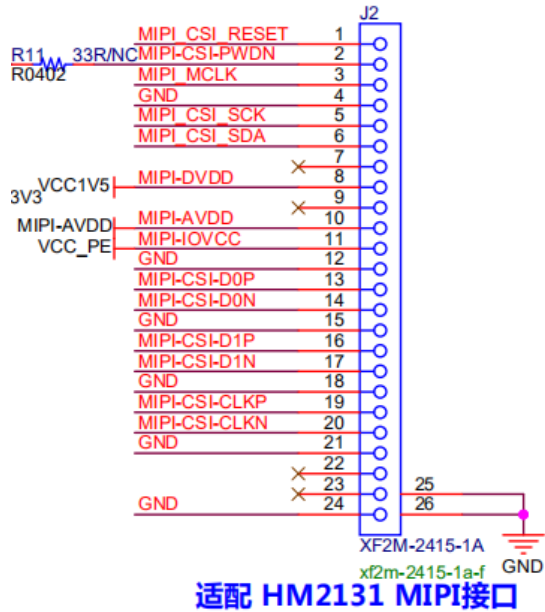 J2
MIPI_CSI_RESET 1
R11 33R/NC MIPI-CSI-PWDN 2
R0402 MIPI_MCLK 3
GND 4
MIPI_CSI_SCK 5
MIPI_CSI_SDA 6
7
VCC1V5 MIPI-DVDD 8
3V3 9
MIPI-AVDD MIPI-AVDD 10
VCC_PE MIPI-IOVCC 11
GND 12
MIPI-CSI-D0P 13
MIPI-CSI-D0N 14
GND 15
MIPI-CSI-D1P 16
MIPI-CSI-D1N 17
GND 18
MIPI-CSI-CLKP 19
MIPI-CSI-CLKN 20
GND 21
22
23 25
GND 24 26
XF2M-2415-1A
xf2m-2415-1a-f GND
适配 HM2131 MIPI接口